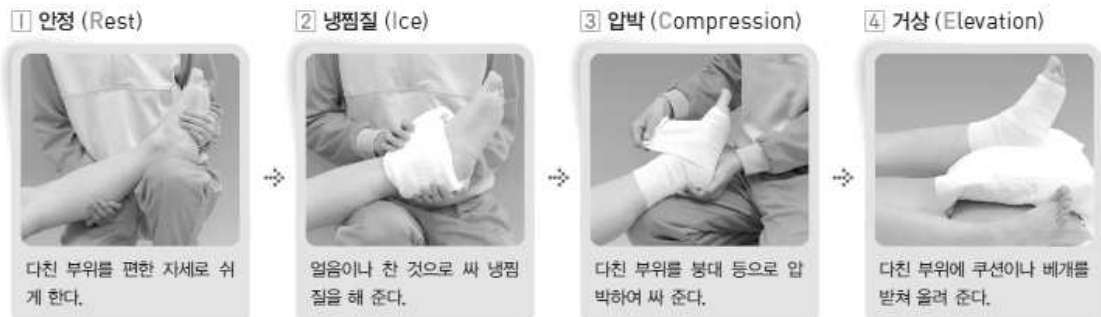 1 안정 (Rest)
2 냉찜질 (Ice)
3 압박 (Compression)
4 거상 (Elevation)
다친 부위를 편한 자세로 쉬
게 한다.
얼음이나 찬 것으로 싸 냉찜
질을 해 준다.
다친 부위를 붕대 등으로 압
박하여 싸 준다.
다친 부위에 쿠션이나 베개를
받쳐 올려 준다.